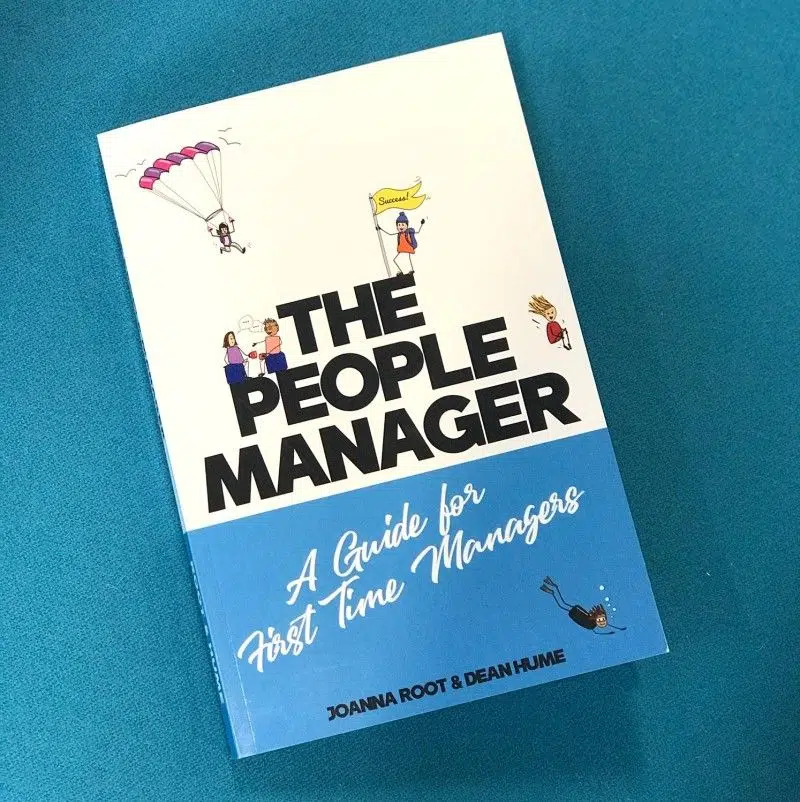 Success!
THE
PEOPLE
MANAGER
A Guide for
First Time Managers
JOANNA ROOT & DEAN HUME